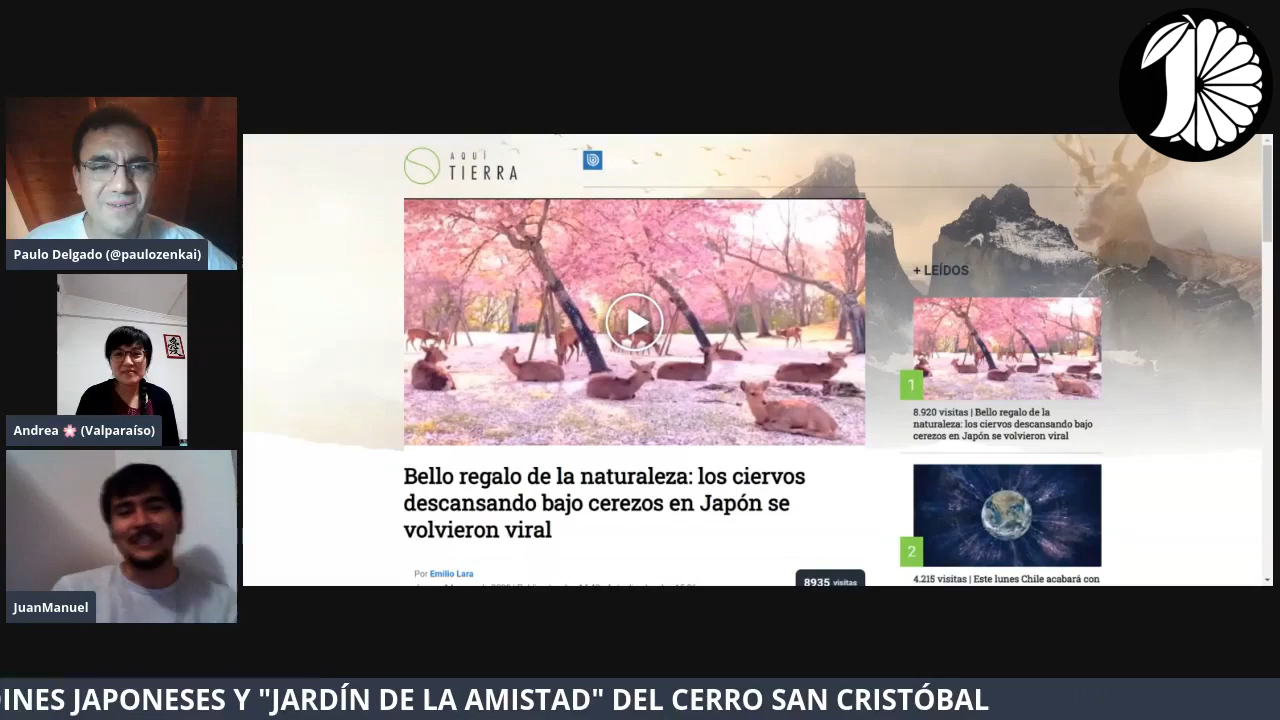 Paulo Delgado (@paulozenkai)
Andrea 🌸 (Valparaíso)
JuanManuel
AQUÍ
TIERRA
+ LEÍDOS
1
8.920 visitas | Bello regalo de la
naturaleza: los ciervos descansando bajo
cerezos en Japón se volvieron viral
2
4.215 visitas | Este lunes Chile acabará con
Bello regalo de la naturaleza: los ciervos
descansando bajo cerezos en Japón se
volvieron viral
Por Emilio Lara
8935 visitas
DINES JAPONESES Y "JARDÍN DE LA AMISTAD" DEL CERRO SAN CRISTÓBAL